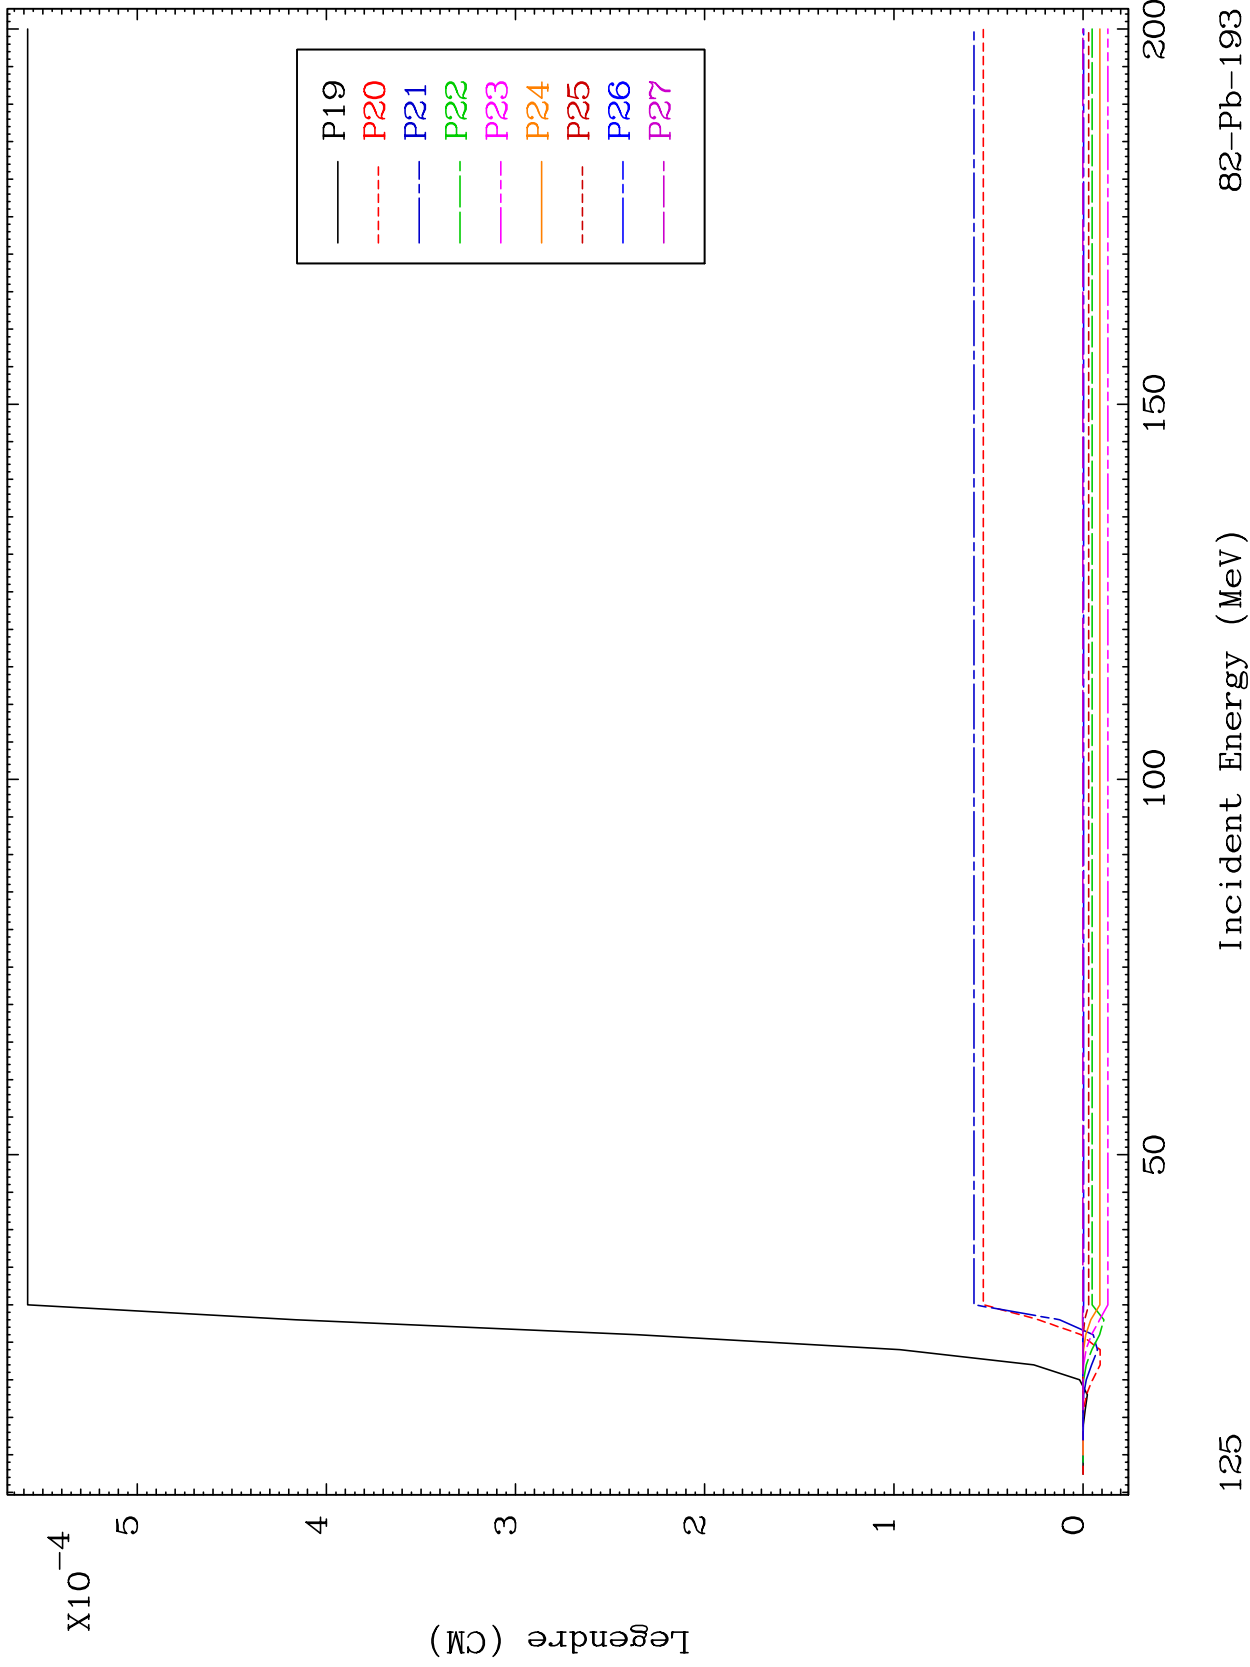 X10-4
5
4
3
2
1
0
Legendre (CM)
P19
P20
P21
P22
P23
P24
P25
P26
P27
50
100
150
200
Incident Energy (MeV)
125
82-Pb-193